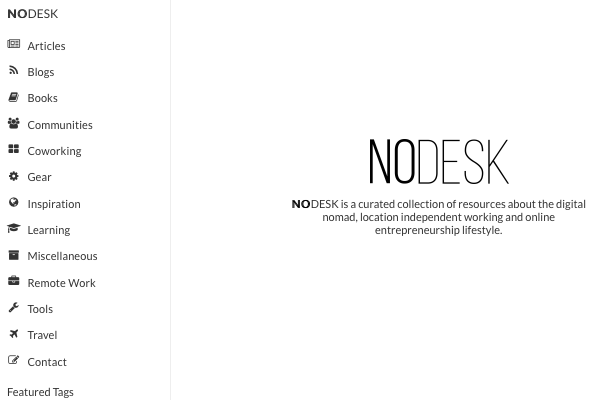 NODESK
Articles
Blogs
Books
Communities
Coworking
Gear
Inspiration
Learning
Miscellaneous
Remote Work
Tools
Travel
Contact
Featured Tags
NODESK
NODESK is a curated collection of resources about the digital
nomad, location independent working and online
entrepreneurship lifestyle.